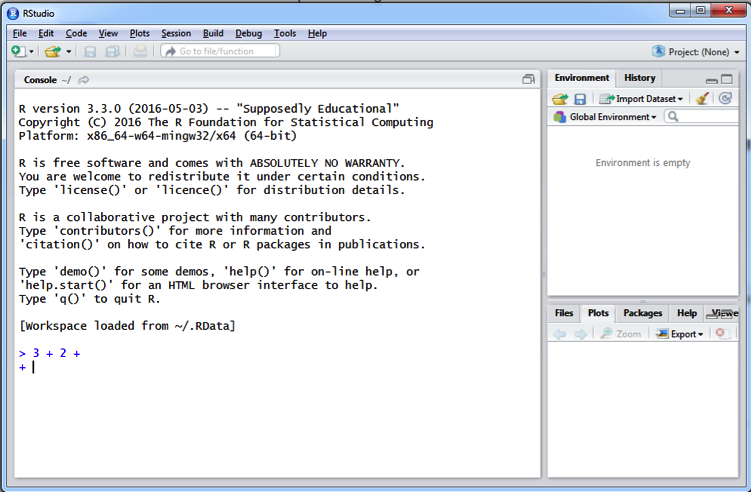 RStudio
File Edit Code View Plots Session Build Debug Tools Help
Go to file/function
Project: (None)
Console ~/
R version 3.3.0 (2016-05-03) -- "Supposedly Educational"
Copyright (C) 2016 The R Foundation for Statistical Computing
Platform: x86_64-w64-mingw32/x64 (64-bit)
R is free software and comes with ABSOLUTELY NO WARRANTY.
You are welcome to redistribute it under certain conditions.
Type 'license()' or 'licence()' for distribution details.
R is a collaborative project with many contributors.
Type 'contributors()' for more information and
'citation()' on how to cite R or R packages in publications.
Type 'demo()' for some demos, 'help()' for on-line help, or
'help.start()' for an HTML browser interface to help.
Type 'q()' to quit R.
[Workspace loaded from ~/.RData]
> 3 + 2 +
+
Environment History
Import Dataset
Global Environment
Environment is empty
Files Plots Packages Help Viewe
Zoom Export